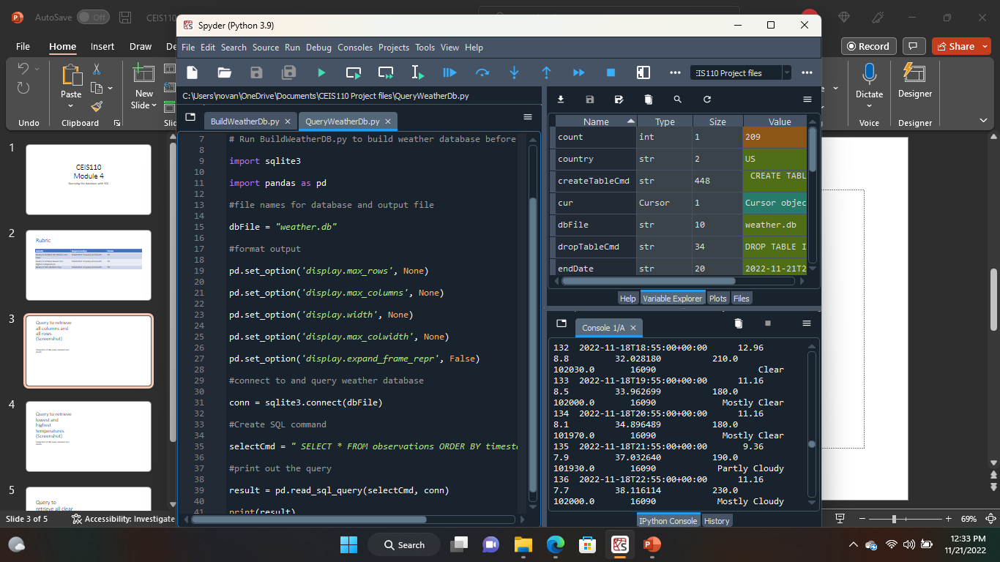 AutoSave Off CEIS110
Spyder (Python 3.9)
File Home Insert Draw De
Record
Share
File Edit Search Source Run Debug Consoles Projects Tools View Help
:IS110 Project files
Paste
New
Slide
Dictate
Designer
Undo
Clipboard
Slid
Voice
Designer
C:\Users\novan\OneDrive\Documents\CEIS110 Project files\QueryWeatherDb.py
BuildWeatherDb.py
QueryWeatherDb.py
7 # Run BuildWeatherDB.py to build weather database before
8
9 import sqlite3
10
11 import pandas as pd
12
13 #file names for database and output file
14
15 dbFile = "weather.db"
16
17 #format output
18
19 pd.set_option('display.max_rows', None)
20
21 pd.set_option('display.max_columns', None)
22
23 pd.set_option('display.width', None)
24
25 pd.set_option('display.max_colwidth', None)
26
27 pd.set_option('display.expand_frame_repr', False)
28
29 #connect to and query weather database
30
31 conn = sqlite3.connect(dbFile)
32
33 #Create SQL command
34
35 selectCmd = " SELECT * FROM observations ORDER BY timest
36
37 #print out the query
38
39 result = pd.read_sql_query(selectCmd, conn)
40
41 print(result)
Name Type Size Value
count int 1 209
country str 2 US
createTableCmd str 448 CREATE TABL
cur Cursor 1 Cursor objec
dbFile str 10 weather.db
dropTableCmd str 34 DROP TABLE I
endDate str 20 2022-11-21T2
Help Variable Explorer Plots Files
Console 1/A
132 2022-11-18T18:55:00+00:00 12.96
8.8 32.028180 210.0
102030.0 16090 Clear
133 2022-11-18T19:55:00+00:00 11.16
8.5 33.962699 180.0
102000.0 16090 Mostly Clear
134 2022-11-18T20:55:00+00:00 11.16
8.1 34.896489 180.0
101970.0 16090 Mostly Clear
135 2022-11-18T21:55:00+00:00 9.36
7.9 37.032640 190.0
101930.0 16090 Partly Cloudy
136 2022-11-18T22:55:00+00:00 11.16
7.7 38.116114 230.0
102000.0 16090 Mostly Cloudy
IPython Console History
1
CEIS110
Module 4
Querying the database with SQL
2
Rubric
3
Query to retrieve
all columns and
all rows
(Screenshot)
4
Query to retrieve
lowest and
highest
temperatures
(Screenshot)
5
Query to
retrieve all clear
Slide 3 of 5
Accessibility: Investigate
69%
Search
12:33 PM
11/21/2022